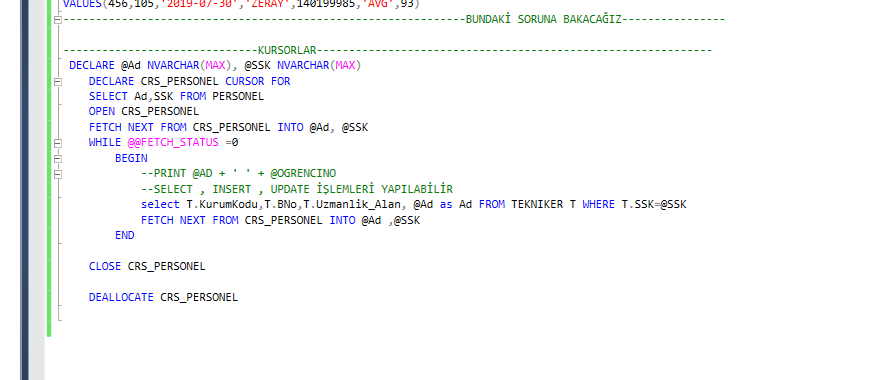 VALUES(456,105,'2019-07-30','ZERAY',140199985,'AVG',93)
--------------------------------------------------------------BUNDAKİ SORUNA BAKACAĞIZ----------------
------------------------------KURSORLAR-------------------------------------------------------------
DECLARE @Ad NVARCHAR(MAX), @SSK NVARCHAR(MAX)
DECLARE CRS_PERSONEL CURSOR FOR
SELECT Ad,SSK FROM PERSONEL
OPEN CRS_PERSONEL
FETCH NEXT FROM CRS_PERSONEL INTO @Ad, @SSK
WHILE @@FETCH_STATUS =0
BEGIN
--PRINT @AD + ' ' + @OGRENCINO
--SELECT , INSERT , UPDATE İŞLEMLERİ YAPILABİLİR
select T.KurumKodu,T.BNo,T.Uzmanlik_Alan, @Ad as Ad FROM TEKNIKER T WHERE T.SSK=@SSK
FETCH NEXT FROM CRS_PERSONEL INTO @Ad ,@SSK
END
CLOSE CRS_PERSONEL
DEALLOCATE CRS_PERSONEL